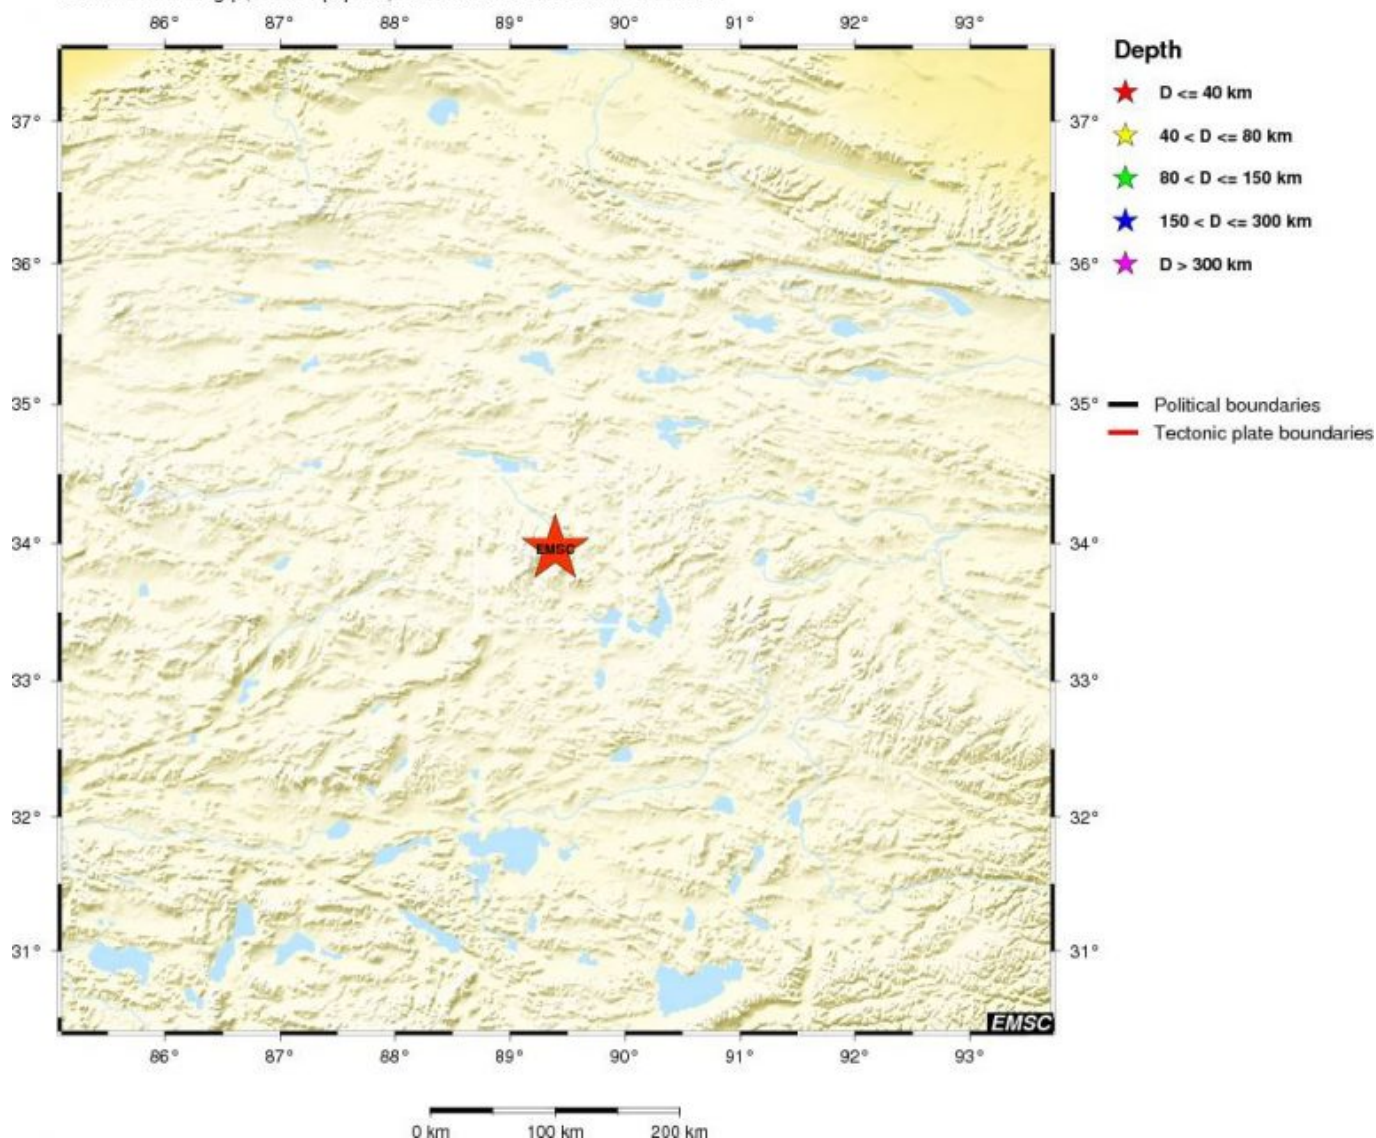 86° 87° 88° 89° 90° 91° 92° 93°
Depth
D <= 40 km
40 < D <= 80 km
80 < D <= 150 km
150 < D <= 300 km
D > 300 km
Political boundaries
Tectonic plate boundaries
37° 37°
36° 36°
35° 35°
34° EMSC 34°
33° 33°
32° 32°
31° 31°
EMSC
86° 87° 88° 89° 90° 91° 92° 93°
0 km 100 km 200 km